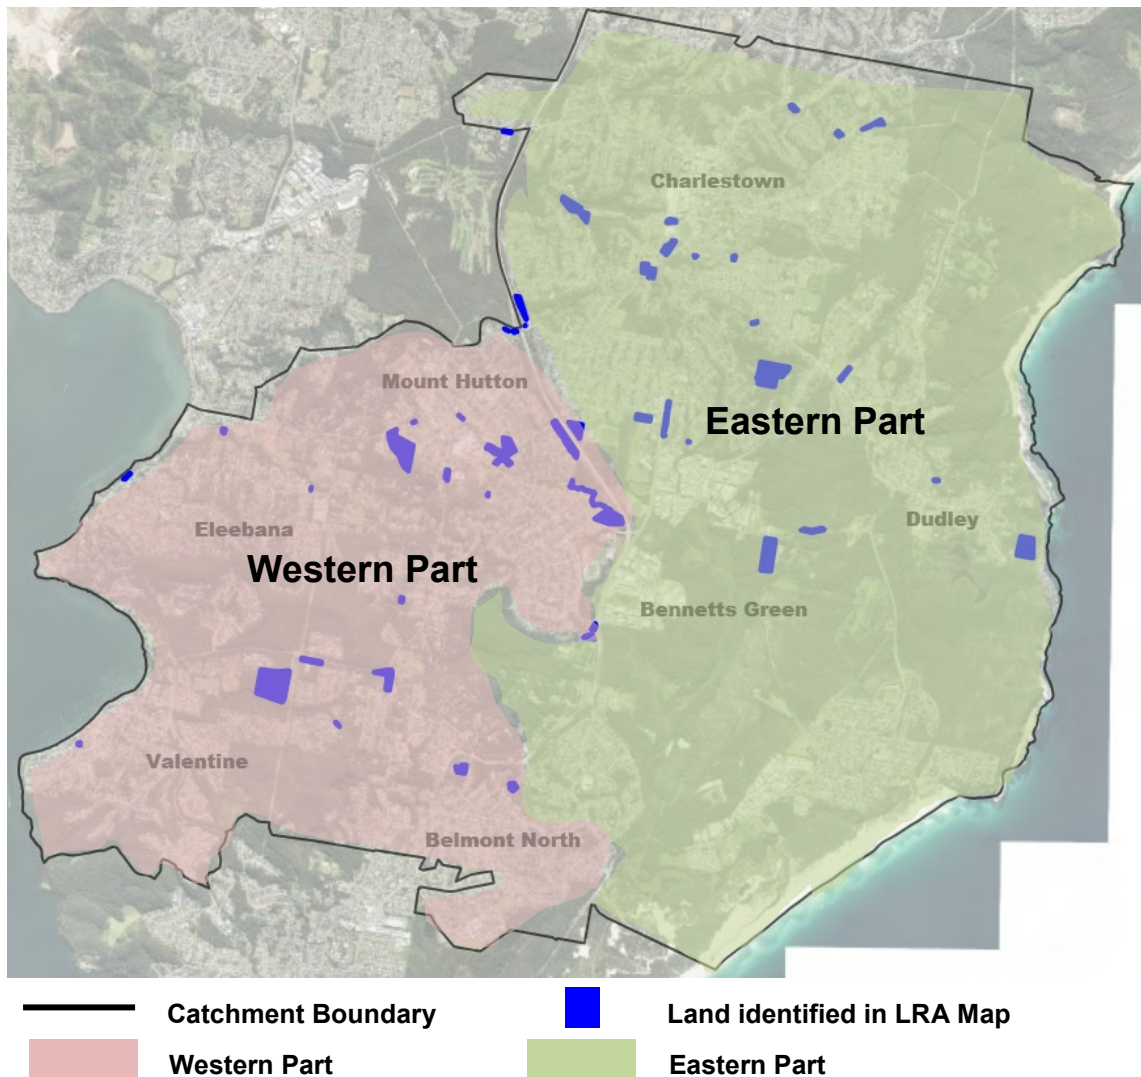 Charlestown
Mount Hutton
Eastern Part
Eleebana
Dudley
Western Part
Bennetts Green
Valentine
Belmont North
Catchment Boundary
Land identified in LRA Map
Western Part
Eastern Part